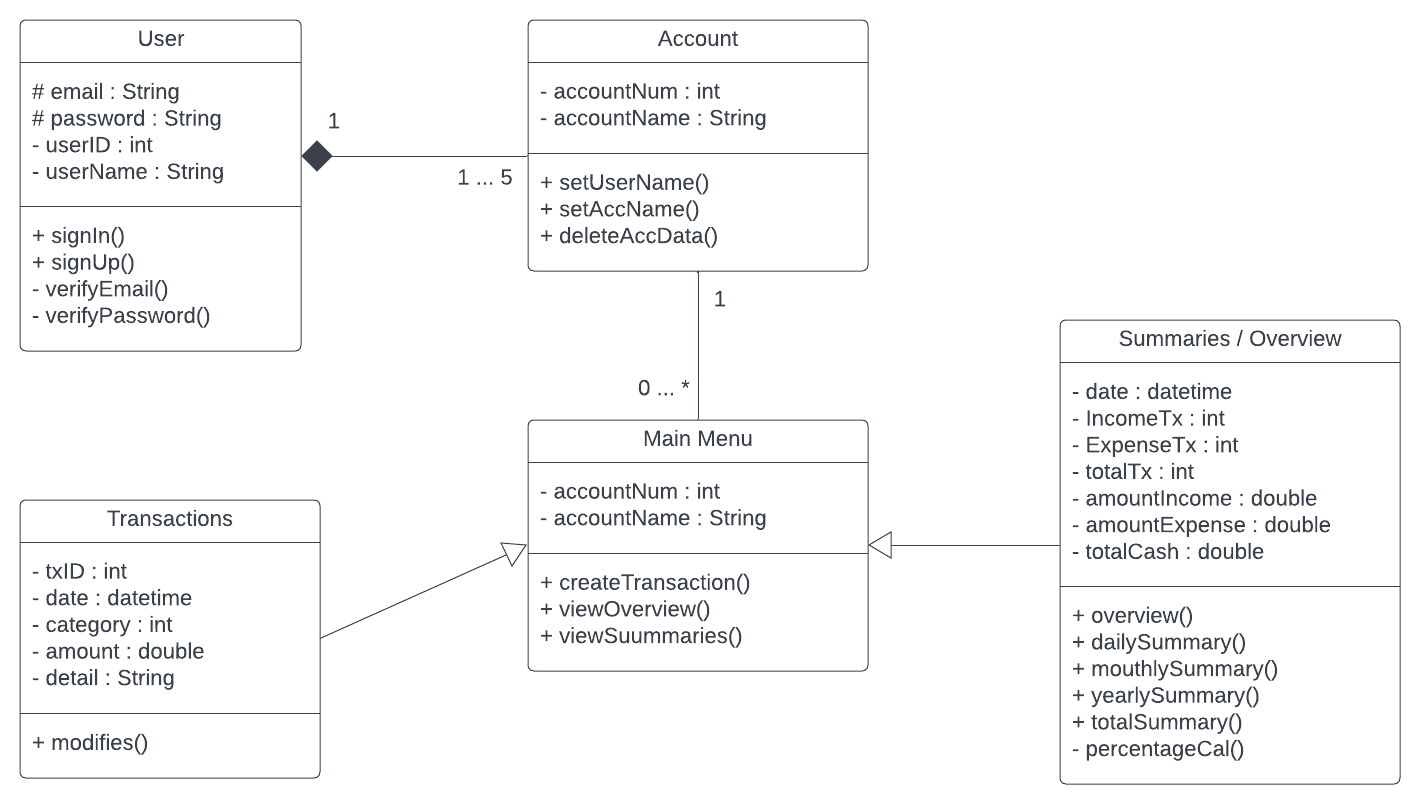 User
# email : String
# password : String
- userID : int
- userName : String
+ signIn()
+ signUp()
- verifyEmail()
- verifyPassword()
1
1 ... 5
Account
- accountNum : int
- accountName : String
+ setUserName()
+ setAccName()
+ deleteAccData()
1
0 ... *
Main Menu
- accountNum : int
- accountName : String
+ createTransaction()
+ viewOverview()
+ viewSuummaries()
Transactions
- txID : int
- date : datetime
- category : int
- amount : double
- detail : String
+ modifies()
Summaries / Overview
- date : datetime
- IncomeTx : int
- ExpenseTx : int
- totalTx : int
- amountIncome : double
- amountExpense : double
- totalCash : double
+ overview()
+ dailySummary()
+ mouthlySummary()
+ yearlySummary()
+ totalSummary()
- percentageCal()